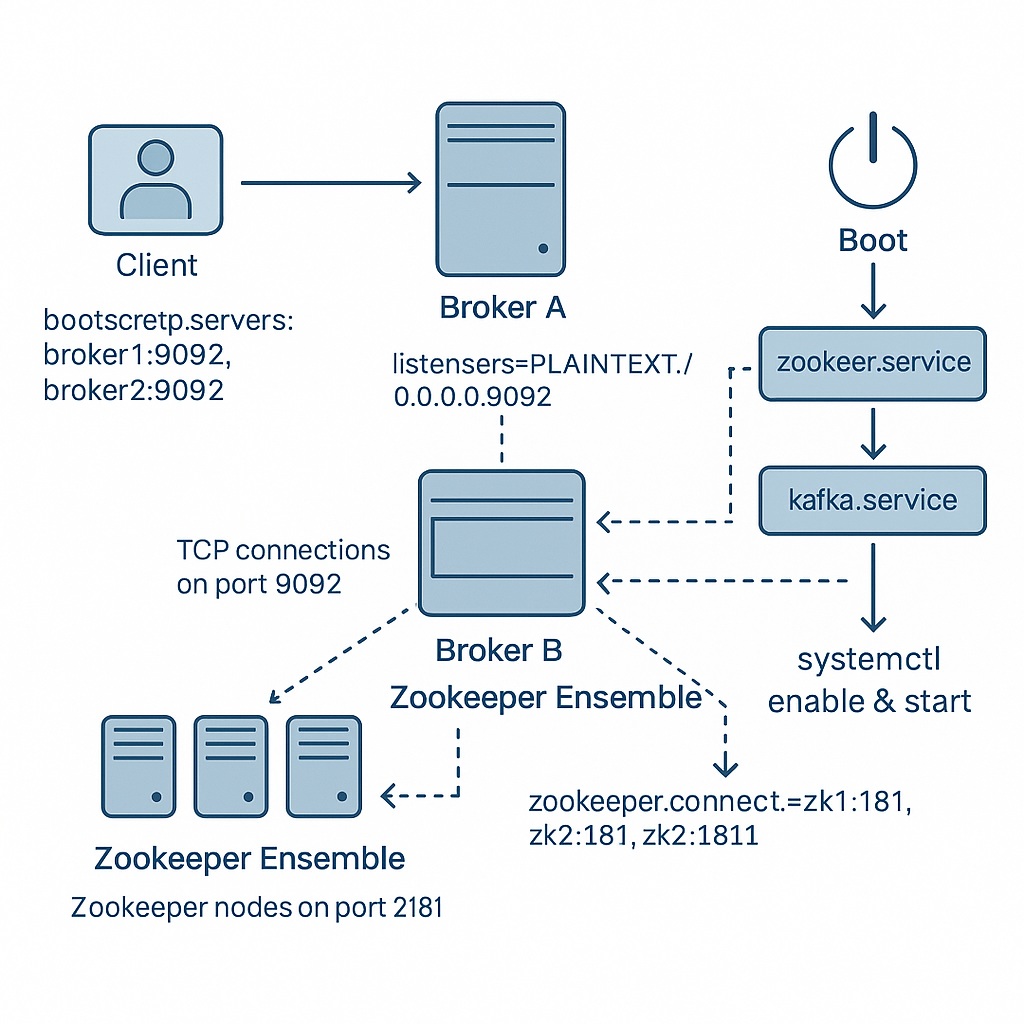 Client
bootscretp.servers:
broker1:9092,
broker2:9092
Broker A
listensers=PLAINTEXT./
0.0.0.0.9092
Boot
zookeer.service
kafka.service
systemctl
enable & start
TCP connections
on port 9092
Broker B
Zookeeper Ensemble
zookeeper.connect.=zk1:181,
zk2:181, zk2:1811
Zookeeper Ensemble
Zookeeper nodes on port 2181